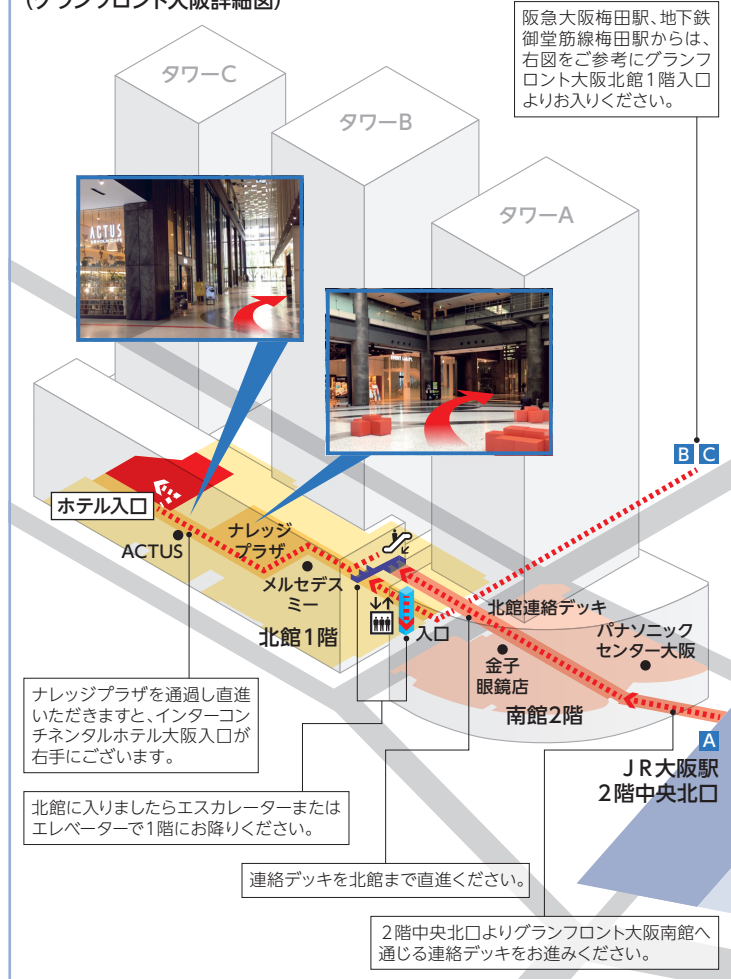 (グランフロント大阪詳細図)
阪急大阪梅田駅、地下鉄
御堂筋線梅田駅からは、
右図をご参考にグランフ
ロント大阪北館1階入口
よりお入りください。
タワーC
タワーB
タワーA
ACTUS
B C
ホテル入口
ACTUS
ナレッジ
プラザ
メルセデス
ミー
北館1階
入口
北館連絡デッキ
パナソニック
センター大阪
金子
眼鏡店
南館2階
A
JR大阪駅
2階中央北口
ナレッジプラザを通過し直進
いただきますと、インターコン
チネンタルホテル大阪入口が
右手にございます。
北館に入りましたらエスカレーターまたは
エレベーターで1階にお降りください。
連絡デッキを北館まで直進ください。
2階中央北口よりグランフロント大阪南館へ
通じる連絡デッキをお進みください。